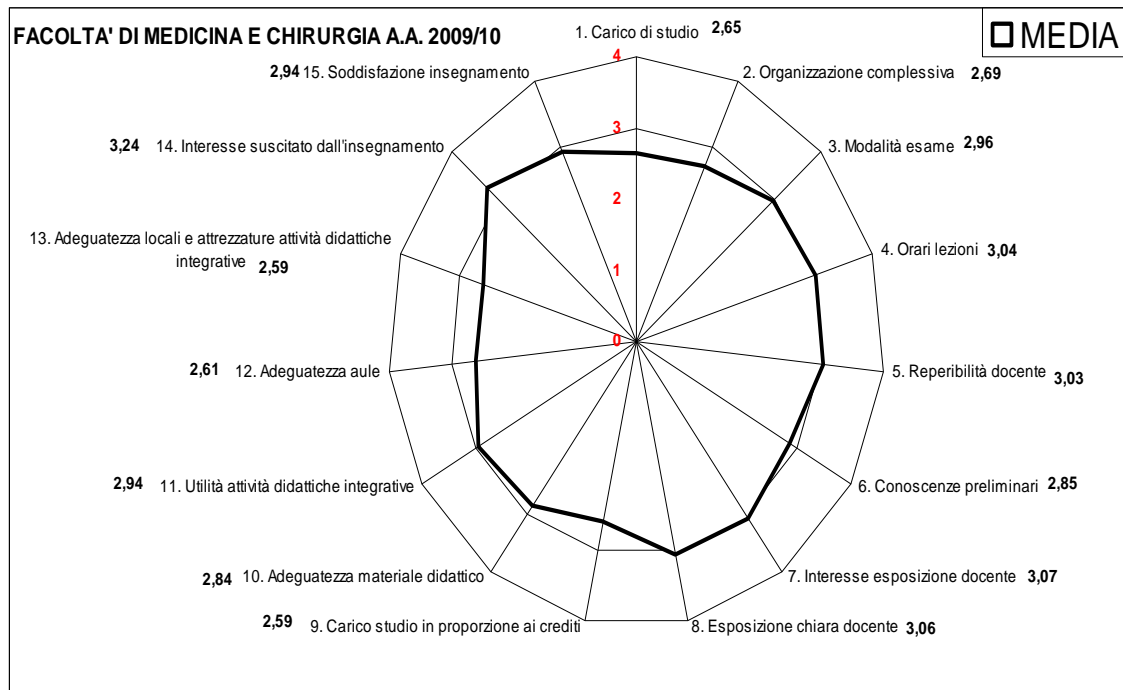 FACOLTA' DI MEDICINA E CHIRURGIA A.A. 2009/10
MEDIA
1. Carico di studio 2,65
2. Organizzazione complessiva 2,69
3. Modalità esame 2,96
4. Orari lezioni 3,04
5. Reperibilità docente 3,03
6. Conoscenze preliminari 2,85
7. Interesse esposizione docente 3,07
8. Esposizione chiara docente 3,06
9. Carico studio in proporzione ai crediti
2,59
10. Adeguatezza materiale didattico
2,84
11. Utilità attività didattiche integrative
2,94
12. Adeguatezza aule
2,61
13. Adeguatezza locali e attrezzature attività didattiche
integrative 2,59
14. Interesse suscitato dall'insegnamento
3,24
15. Soddisfazione insegnamento
2,94
4
3
2
1
0